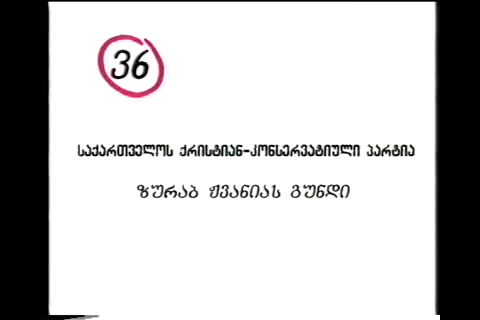 36
საქართველოს ქრისტიან-კონსერვატიული პარტია
ზურაბ ჟვანიას გუნდი